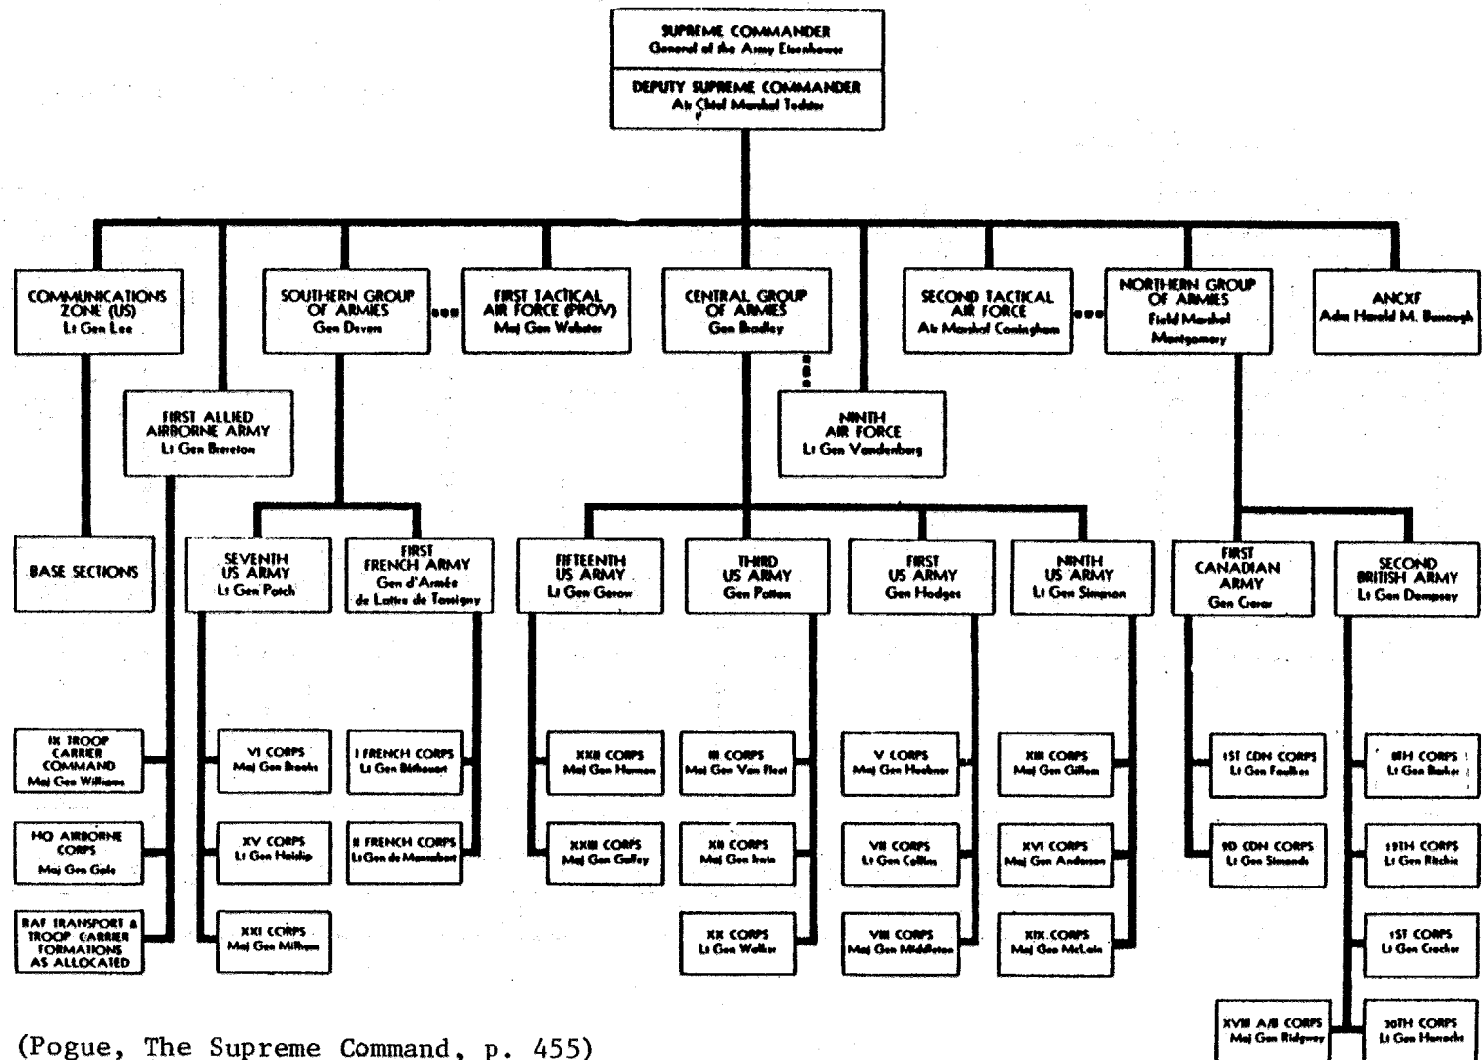 SUPREME COMMANDER
General of the Army Eisenhower
DEPUTY SUPREME COMMANDER
Air Chief Marshal Tedder
COMMUNICATIONS
ZONE (US)
Lt Gen Lee
SOUTHERN GROUP
OF ARMIES
Gen Devers
FIRST TACTICAL
AIR FORCE (PROV)
Maj Gen Webster
CENTRAL GROUP
OF ARMIES
Gen Bradley
SECOND TACTICAL
AIR FORCE
Air Marshal Coningham
NORTHERN GROUP
OF ARMIES
Field Marshal
Montgomery
ANCXF
Adm Harold M. Burrough
FIRST ALLIED
AIRBORNE ARMY
Lt Gen Brereton
NINTH
AIR FORCE
Lt Gen Vandenberg
BASE SECTIONS
SEVENTH
US ARMY
Lt Gen Patch
FIRST
FRENCH ARMY
Gen d'Armée
de Lattre de Tassigny
FIFTEENTH
US ARMY
Lt Gen Gerow
THIRD
US ARMY
Gen Patton
FIRST
US ARMY
Gen Hodges
NINTH
US ARMY
Lt Gen Simpson
FIRST
CANADIAN
ARMY
Gen Crerar
SECOND
BRITISH ARMY
Lt Gen Dempsey
IX TROOP
CARRIER
COMMAND
Maj Gen Williams
VI CORPS
Maj Gen Brooks
I FRENCH CORPS
Lt Gen Béthouart
XXII CORPS
Maj Gen Harmon
III CORPS
Maj Gen Van Fleet
V CORPS
Maj Gen Huebner
XIII CORPS
Maj Gen Gillem
1ST CDN CORPS
Lt Gen Foulkes
8TH CORPS
Lt Gen Barker
HQ AIRBORNE
CORPS
Maj Gen Gale
XV CORPS
Lt Gen Haislip
II FRENCH CORPS
Lt Gen de Monsabert
XXIII CORPS
Maj Gen Gaffey
XII CORPS
Maj Gen Irwin
VII CORPS
Lt Gen Collins
XVI CORPS
Maj Gen Anderson
2D CDN CORPS
Lt Gen Simonds
12TH CORPS
Lt Gen Ritchie
RAF TRANSPORT &
TROOP CARRIER
FORMATIONS
AS ALLOCATED
XXI CORPS
Maj Gen Milburn
XX CORPS
Lt Gen Walker
VIII CORPS
Maj Gen Middleton
XIX CORPS
Maj Gen McLain
1ST CORPS
Lt Gen Crocker
XVIII A/B CORPS
Maj Gen Ridgway
30TH CORPS
Lt Gen Horrocks
(Pogue, The Supreme Command, p. 455)